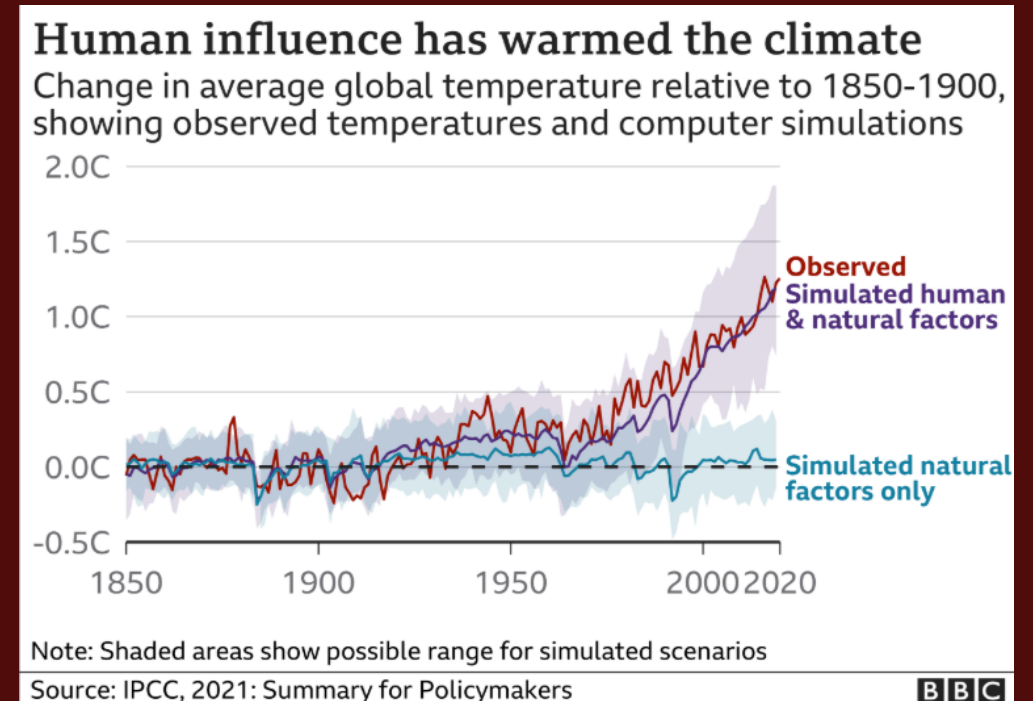 Human influence has warmed the climate
Change in average global temperature relative to 1850-1900,
showing observed temperatures and computer simulations
2.0C
1.5C
1.0C
0.5C
0.0C
-0.5C
Observed
Simulated human
& natural factors
Simulated natural
factors only
1850 1900 1950 2000 2020
Note: Shaded areas show possible range for simulated scenarios
Source: IPCC, 2021: Summary for Policymakers
BBC